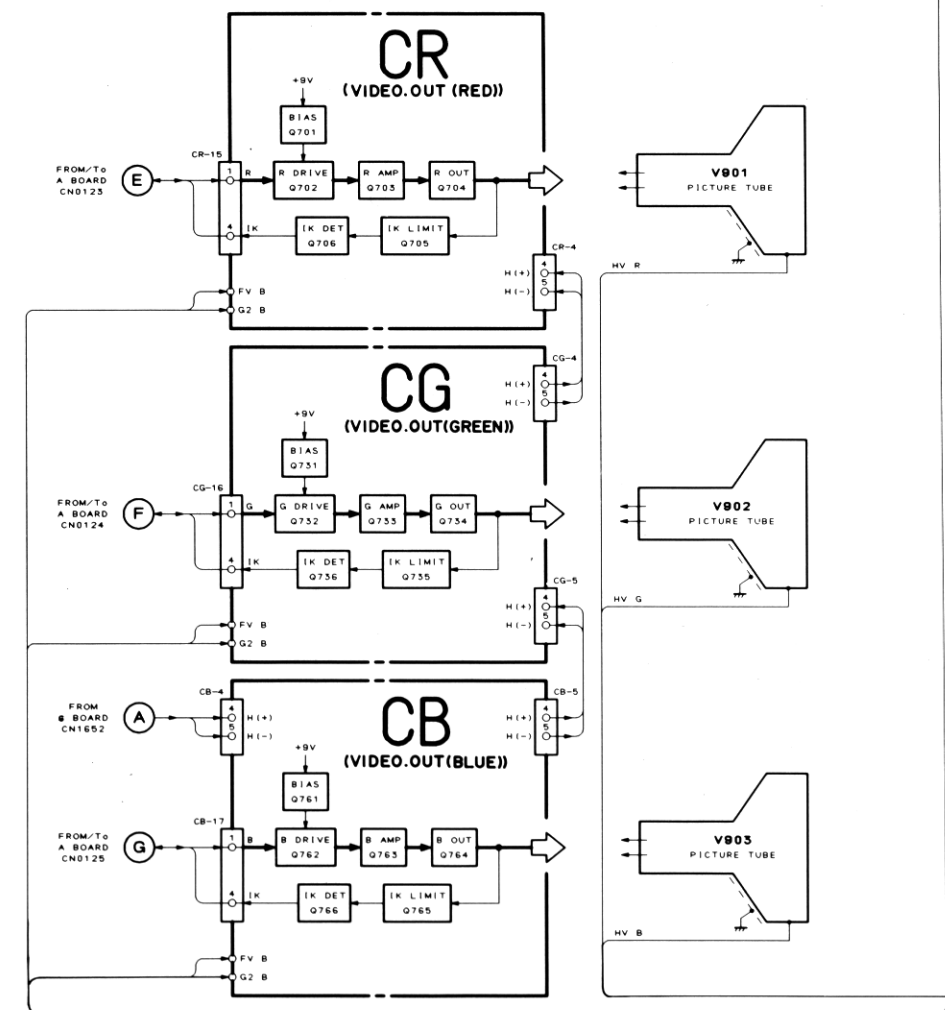 CR
(VIDEO.OUT (RED))
+9V
BIAS
Q701
CR-15
FROM/To
A BOARD
CN0123
E
1
R
R DRIVE
Q702
R AMP
Q703
R OUT
Q704
4
IK
IK DET
Q706
IK LIMIT
Q705
CR-4
H(+)
4
H(-)
5
FV B
G2 B
V901
PICTURE TUBE
HV R
CG
(VIDEO.OUT(GREEN))
CG-4
H(+)
4
H(-)
5
+9V
BIAS
Q731
CG-16
FROM/To
A BOARD
CN0124
F
1
G
G DRIVE
Q732
G AMP
Q733
G OUT
Q734
4
IK
IK DET
Q736
IK LIMIT
Q735
CG-5
H(+)
4
H(-)
5
FV B
G2 B
V902
PICTURE TUBE
HV G
CB
(VIDEO.OUT(BLUE))
CB-4
FROM
BOARD
CN1652
A
4
H(+)
5
H(-)
CB-5
H(+)
4
H(-)
5
+9V
BIAS
Q761
CB-17
FROM/To
A BOARD
CN0125
G
1
B
B DRIVE
Q762
B AMP
Q763
B OUT
Q764
4
IK
IK DET
Q766
IK LIMIT
Q765
FV B
G2 B
V903
PICTURE TUBE
HV B